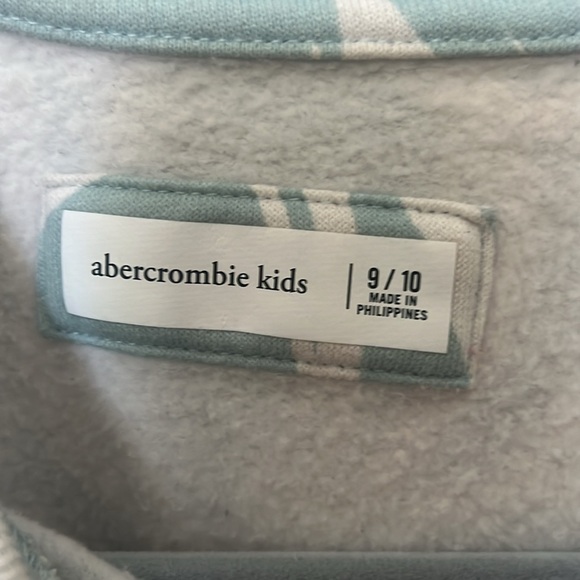 abercrombie kids
9 / 10
MADE IN
PHILIPPINES